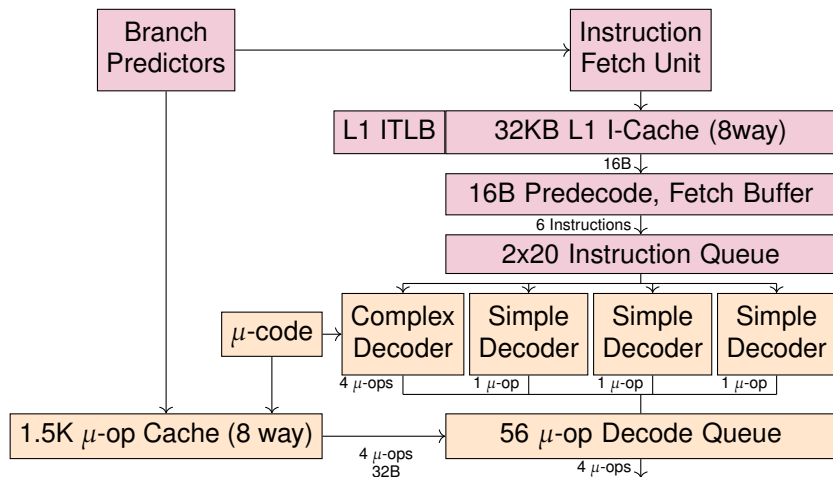 Branch
Predictors
Instruction
Fetch Unit
L1 ITLB
32KB L1 I-Cache (8way)
16B
16B Predecode, Fetch Buffer
6 Instructions
2x20 Instruction Queue
μ-code
Complex
Decoder
Simple
Decoder
Simple
Decoder
Simple
Decoder
4 μ-ops
1 μ-op
1 μ-op
1 μ-op
1.5K μ-op Cache (8 way)
4 μ-ops
32B
56 μ-op Decode Queue
4 μ-ops